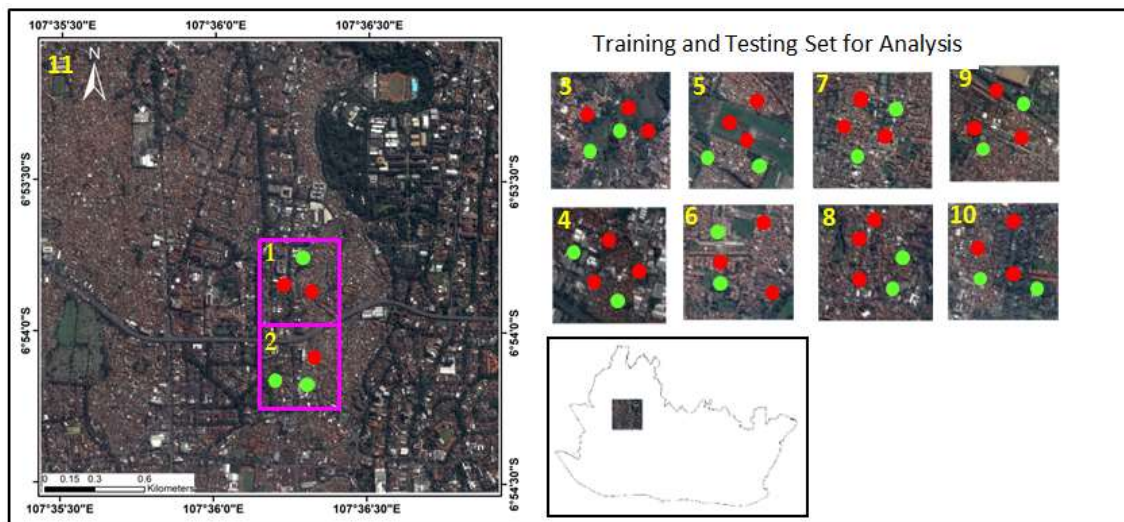 107°35'30"E 107°36'0"E 107°36'30"E
Training and Testing Set for Analysis
11
N
3 5 7 9
6°53'30"S 6°53'30"S
4 6 8 10
1
6°54'0"S 6°54'0"S
2
0 0.15 0.3 0.6
Kilometers
6°54'30"S 6°54'30"S
107°35'30"E 107°36'0"E 107°36'30"E